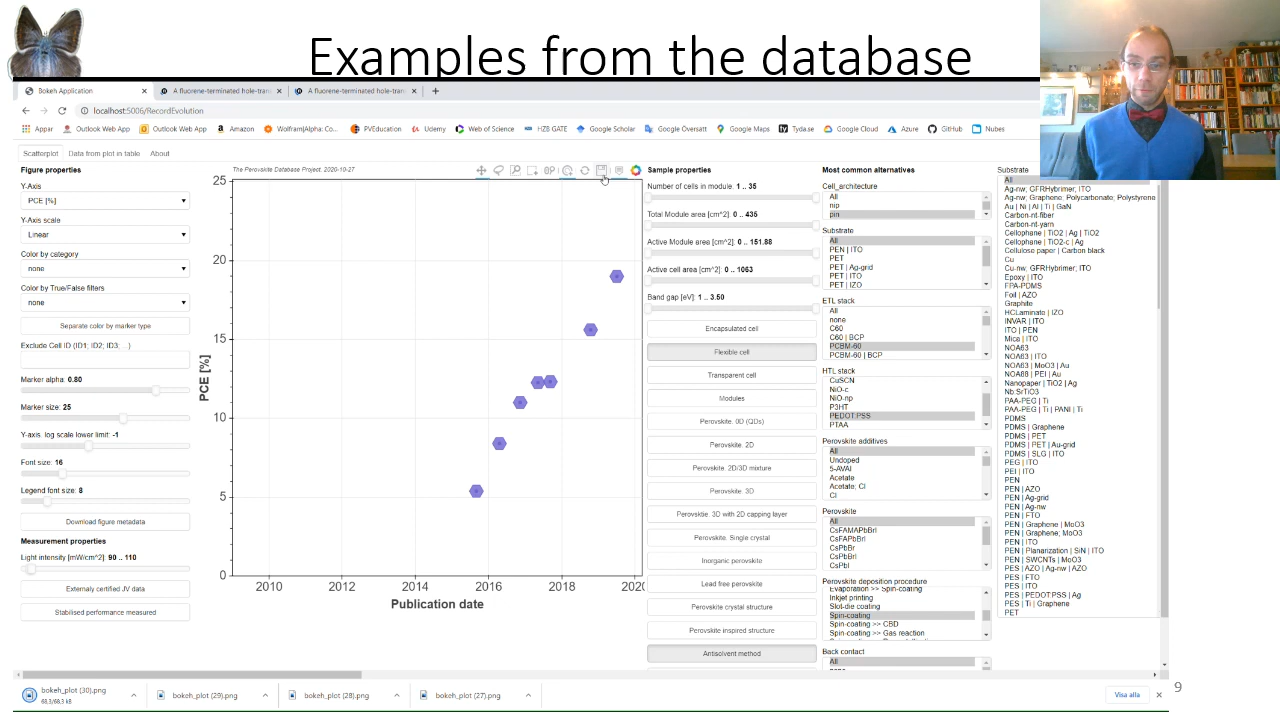 Examples from the database
Bokeh Application
A fluorene-terminated hole-tran
A fluorene-terminated hole-tran
localhost:5006/RecordEvolution
Appar
Outlook Web App
Outlook Web App
Amazon
Wolfram|Alpha: Co...
PVEducation
Udemy
Web of Science
HZB GATE
Google Scholar
Google Oversatt
Google Maps
Tyda.se
Google Cloud
Azure
GitHub
Nubes
Scatterplot
Data from plot in table
About
Figure properties
Y-Axis
PCE [%]
Y-Axis scale
Linear
Color by category
none
Color by True/False filters
none
Separate color by marker type
Exclude Cell ID (ID1; ID2; ID3; ...)
Marker alpha: 0.80
Marker size: 25
Y-axis. log scale lower limit: -1
Font size: 16
Legend font size: 8
Download figure metadata
Measurement properties
Light intensity [mW/cm^2]: 90 .. 110
Externaly certified JV data
Stabilised performance measured
The Perovskite Database Project. 2020-10-27
25
20
15
10
5
0
PCE [%]
2010
2012
2014
2016
2018
Publication date
Sample properties
Number of cells in module: 1 .. 35
Total Module area [cm^2]: 0 .. 435
Active Module area [cm^2]: 0 .. 151.88
Active cell area [cm^2]: 0 .. 1063
Band gap [eV]: 1 .. 3.50
Encapsulated cell
Flexible cell
Transparent cell
Modules
Perovskite. 0D (QDs)
Perovskite. 2D
Perovskite. 2D/3D mixture
Perovskite. 3D
Perovsktie. 3D with 2D capping layer
Perovskite. Single crystal
Inorganic perovskite
Lead free perovskite
Perovskite crystal structure
Perovskite inspired structure
Antisolvent method
Most common alternatives
Cell_architecture
All
nip
pin
Substrate
All
PEN | ITO
PET
PET | Ag-grid
PET | ITO
PET | IZO
ETL stack
All
none
C60
C60 | BCP
PCBM-60
PCBM-60 | BCP
HTL stack
CuSCN
NiO-c
NiO-np
P3HT
PEDOT:PSS
PTAA
Perovskite additives
All
Undoped
5-AVAI
Acetate
Acetate; Cl
Cl
Perovskite
All
CsFAMAPbBrI
CsFAPbBrI
CsPbBr
CsPbBrI
CsPbI
Perovskite deposition procedure
Evaporation >> Spin-coating
Inkjet printing
Slot-die coating
Spin-coating
Spin-coating >> CBD
Spin-coating >> Gas reaction
Back contact
All
Substrate
All
Ag-nw; GFRHybrimer; ITO
Ag-nw; Graphene; Polycarbonate; Polystyrene
Au | Ni | Al | Ti | GaN
Carbon-nt-fiber
Carbon-nt-yarn
Cellophane | TiO2 | Ag | TiO2
Cellophane | TiO2-c | Ag
Cellulose paper | Carbon black
Cu
Cu-nw; GFRHybrimer; ITO
Epoxy | ITO
FPA-PDMS
Foil | AZO
Graphite
HCLaminate | IZO
INVAR | ITO
ITO | PEN
Mica | ITO
NOA63
NOA63 | ITO
NOA63 | MoO3 | Au
NOA88 | PEI | Au
Nanopaper | TiO2 | Ag
Nb:SrTiO3
PAA-PEG | Ti
PAA-PEG | Ti | PANI | Ti
PDMS
PDMS | Graphene
PDMS | PET
PDMS | PET | Au-grid
PDMS | SLG | ITO
PEG | ITO
PEI | ITO
PEN
PEN | AZO
PEN | Ag-grid
PEN | Ag-nw
PEN | FTO
PEN | Graphene | MoO3
PEN | Graphene; MoO3
PEN | ITO
PEN | Planarization | SiN | ITO
PEN | SWCNTs | MoO3
PES | AZO | Ag-nw | AZO
PES | FTO
PES | ITO
PES | PEDOT:PSS | Ag
PES | Ti | Graphene
PET
bokeh_plot (30).png
68.3/68.3 kB
bokeh_plot (29).png
bokeh_plot (28).png
bokeh_plot (27).png
Visa alla
9